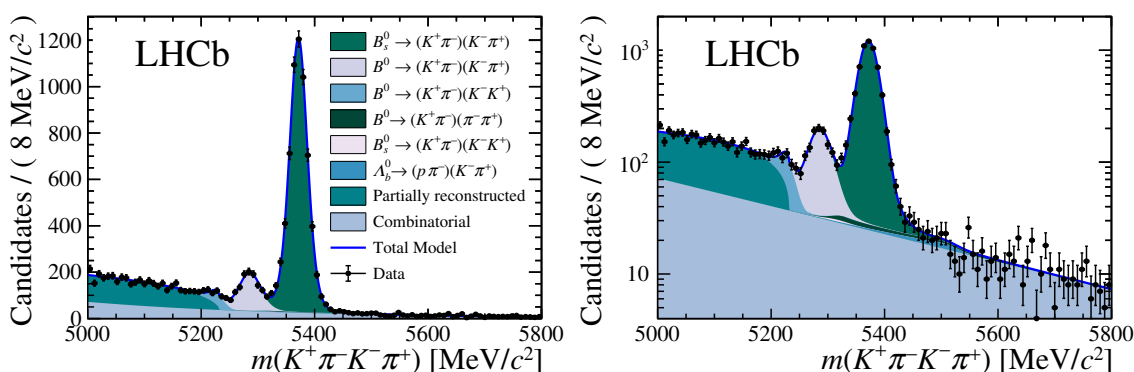 LHCb
Candidates / ( 8 MeV/c²)
1200
1000
800
600
400
200
0
5000
5200
5400
5600
5800
m(K⁺π⁻K⁻π⁺) [MeV/c²]
B⁰ₛ → (K⁺π⁻)(K⁻π⁺)
B⁰ → (K⁺π⁻)(K⁻π⁺)
B⁰ → (K⁺π⁻)(K⁻K⁺)
B⁰ → (K⁺π⁻)(π⁻π⁺)
B⁰ₛ → (K⁺π⁻)(K⁻K⁺)
Λ⁰_b → (p π⁻)(K⁻π⁺)
Partially reconstructed
Combinatorial
Total Model
Data
LHCb
Candidates / ( 8 MeV/c²)
10³
10²
10
5000
5200
5400
5600
5800
m(K⁺π⁻K⁻π⁺) [MeV/c²]